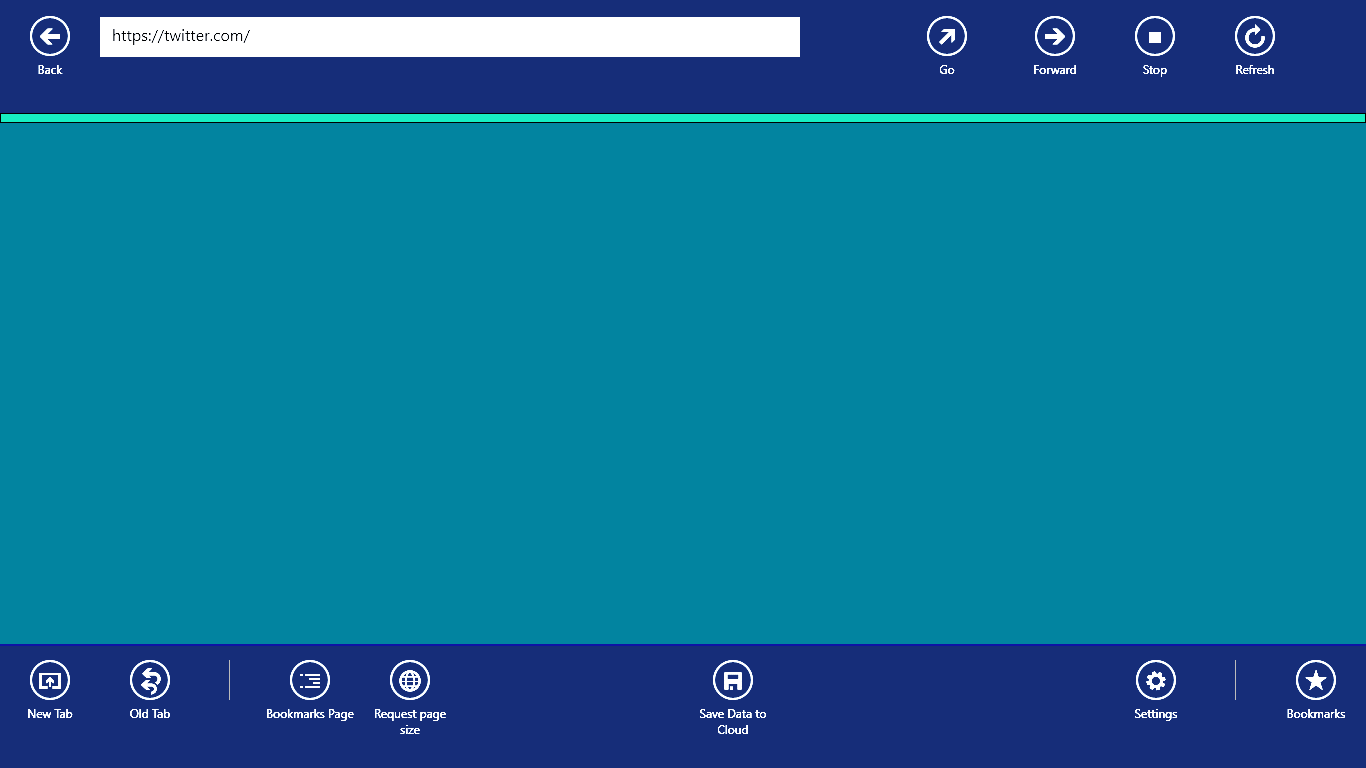 https://twitter.com/
Back
Go
Forward
Stop
Refresh
New Tab
Old Tab
Bookmarks Page
Request page
size
Save Data to
Cloud
Settings
Bookmarks